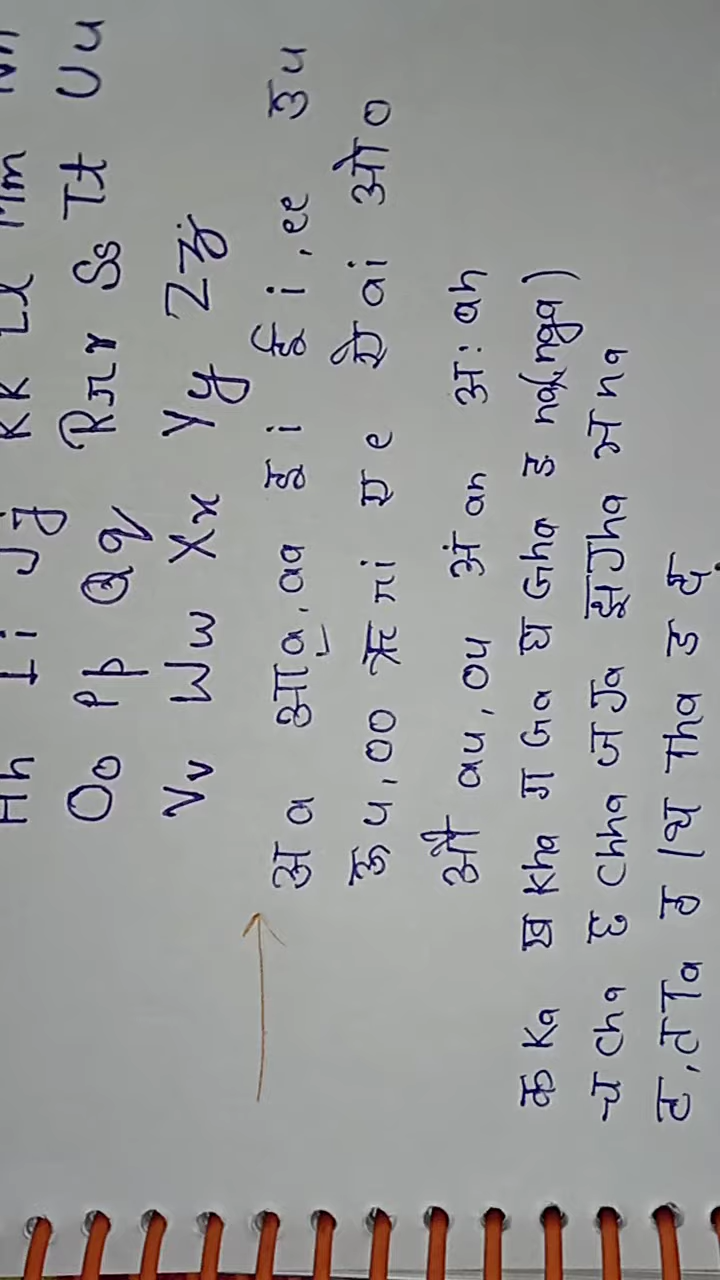 Hh Ii Jj Kk Ll Mm Nn
Oo Pp Qq Rr Ss Tt Uu
Vv Ww Xx Yy Zz
अ a आ a, aa इ i ई i, ee उ u
ऊ u, oo ऋ ri ए e ऐ ai ओ o
औ au, ou अं an अः ah
क Ka ख Kha ग Ga घ Gha ङ na(nga)
च Cha छ Chha ज Ja झ Jha ञ na
ट, त Ta ठ / थ Tha ड द